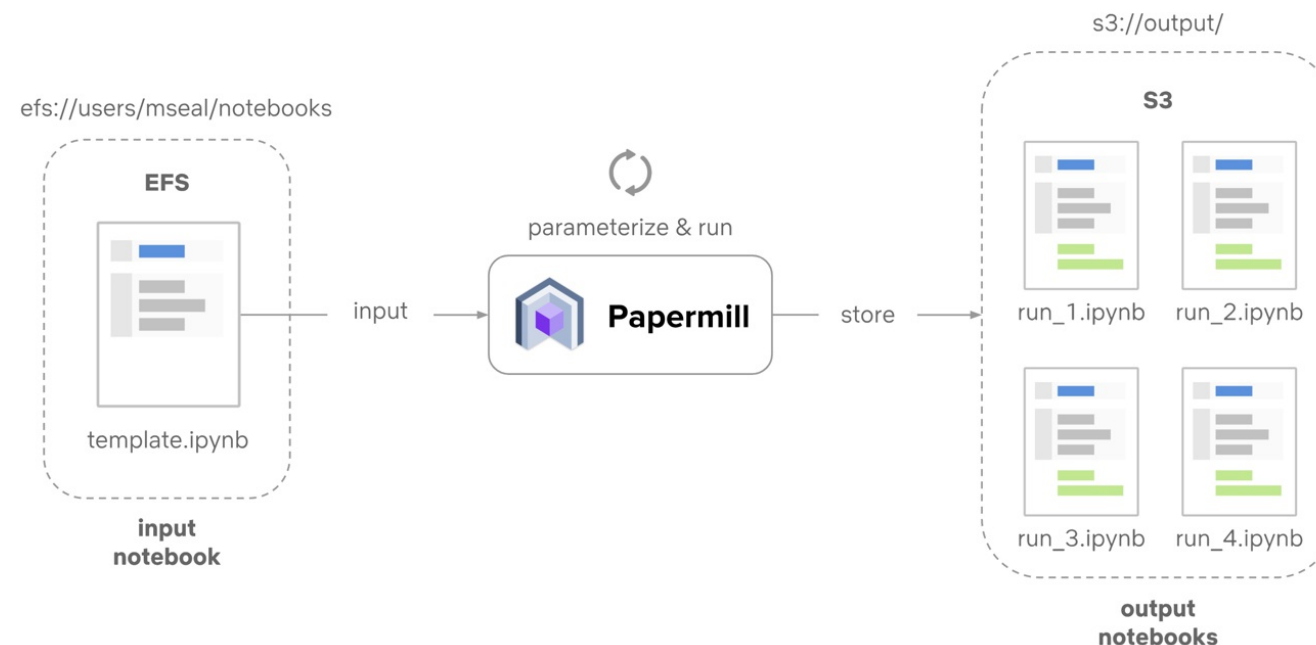 efs://users/mseal/notebooks
EFS
template.ipynb
input
notebook
input
parameterize & run
Papermill
store
s3://output/
S3
run_1.ipynb
run_2.ipynb
run_3.ipynb
run_4.ipynb
output
notebooks